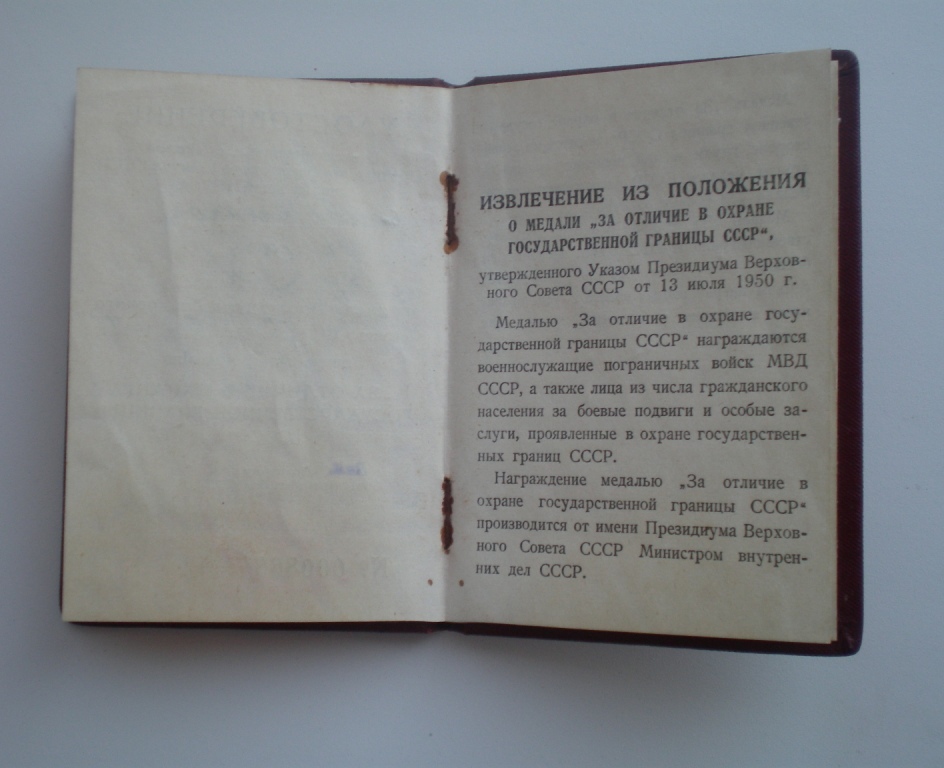 ИЗВЛЕЧЕНИЕ ИЗ ПОЛОЖЕНИЯ
О МЕДАЛИ „ЗА ОТЛИЧИЕ В ОХРАНЕ
ГОСУДАРСТВЕННОЙ ГРАНИЦЫ СССР“,
утвержденного Указом Президиума Верхов-
ного Совета СССР от 13 июля 1950 г.
Медалью „За отличие в охране госу-
дарственной границы СССР“ награждаются
военнослужащие пограничных войск МВД
СССР, а также лица из числа гражданского
населения за боевые подвиги и особые за-
слуги, проявленные в охране государствен-
ных границ СССР.
Награждение медалью „За отличие в
охране государственной границы СССР“
производится от имени Президиума Верхов-
ного Совета СССР Министром внутрен-
них дел СССР.